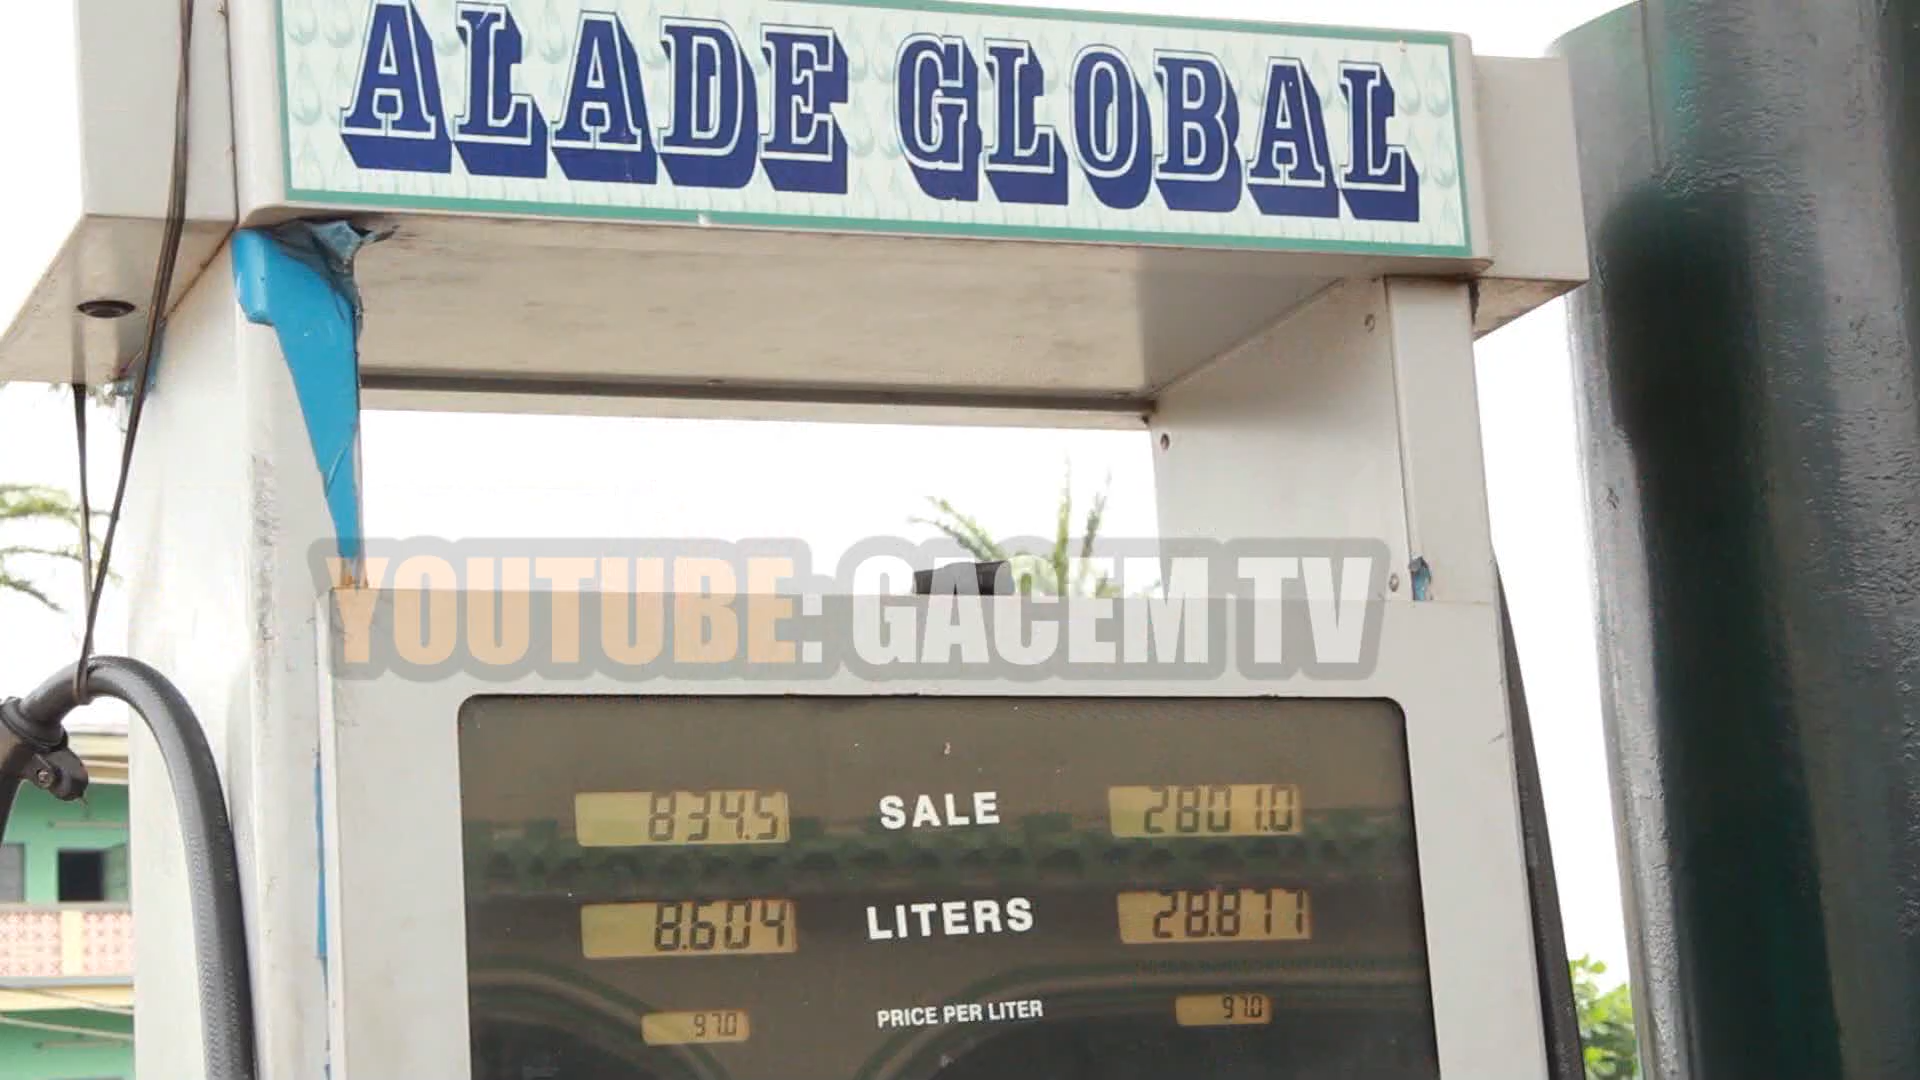 ALADE GLOBAL
YOUTUBE: GACEM TV
834.5 SALE 2801.0
8.604 LITERS 28.877
97.0 PRICE PER LITER 97.0